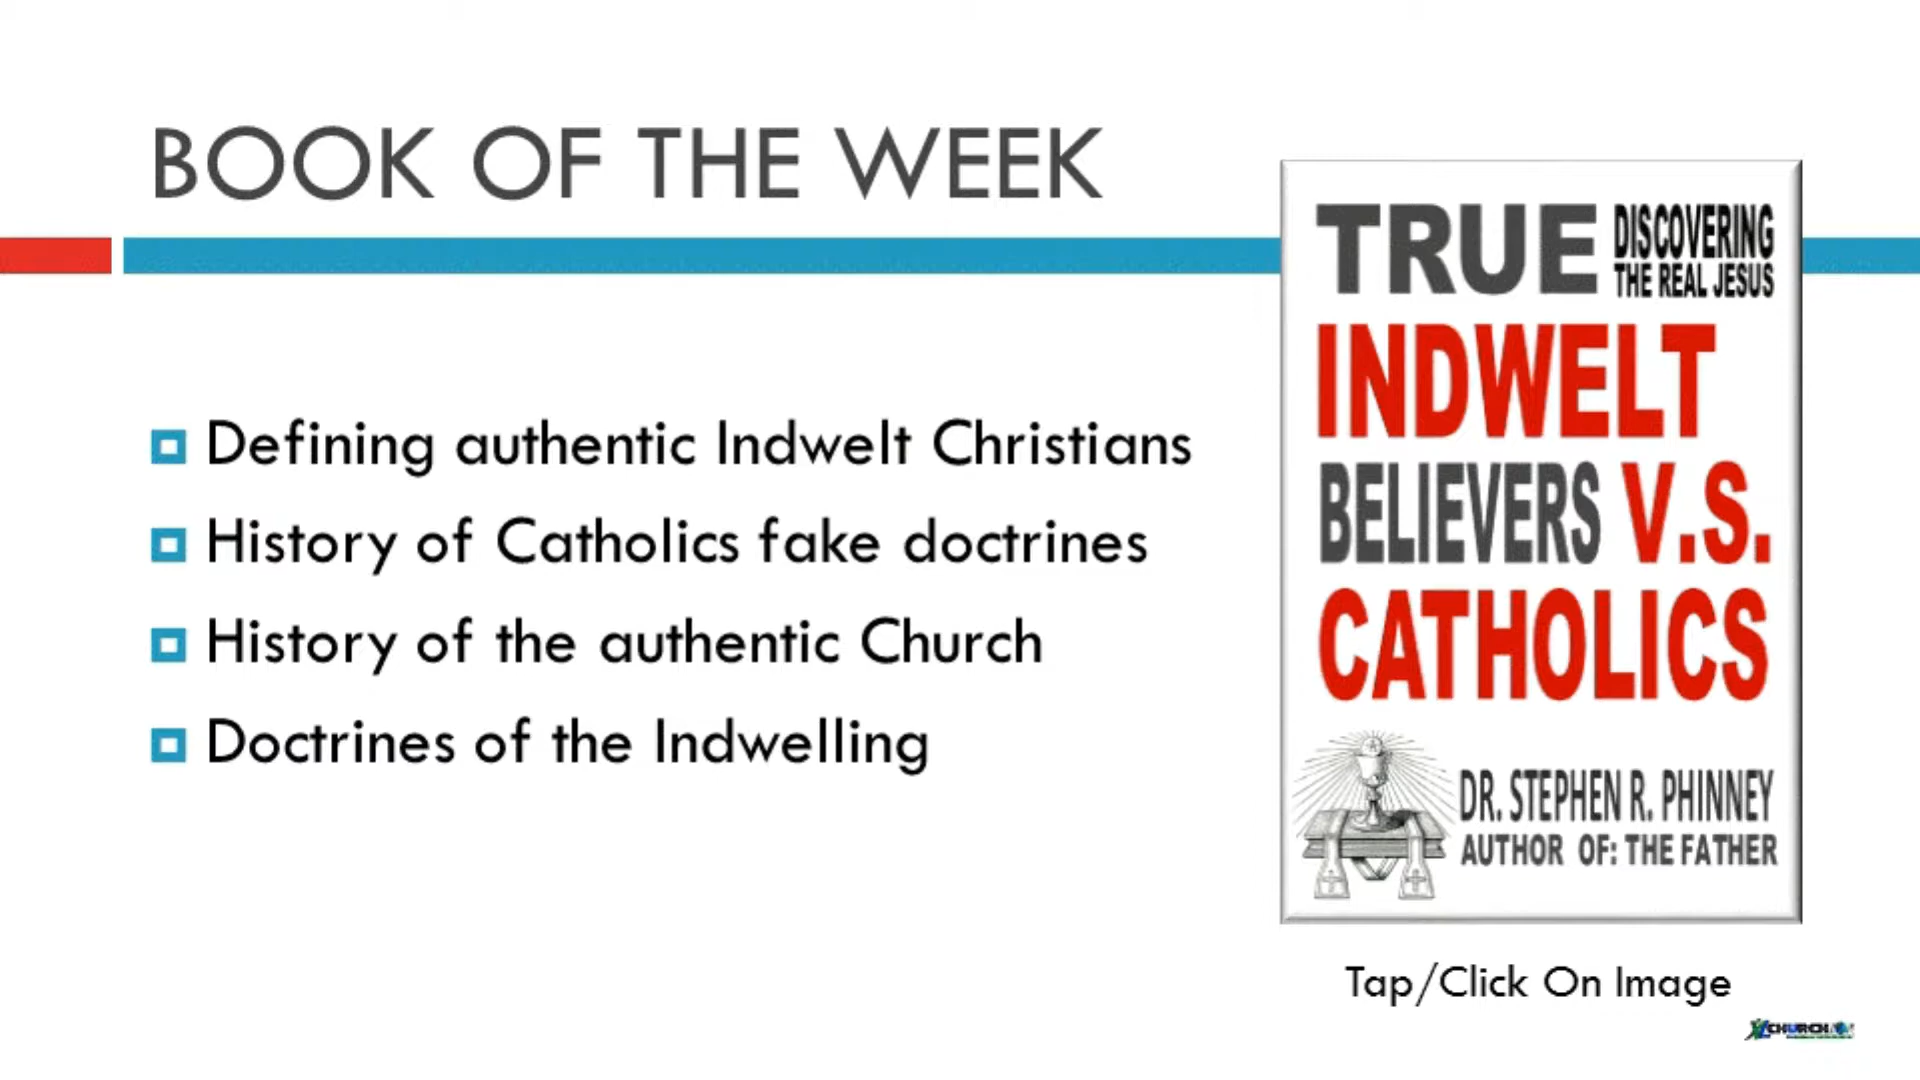 BOOK OF THE WEEK
Defining authentic Indwelt Christians
History of Catholics fake doctrines
History of the authentic Church
Doctrines of the Indwelling
TRUE DISCOVERING
THE REAL JESUS
INDWELT
BELIEVERS V.S.
CATHOLICS
DR. STEPHEN R. PHINNEY
AUTHOR OF: THE FATHER
Tap/Click On Image
CHURCH